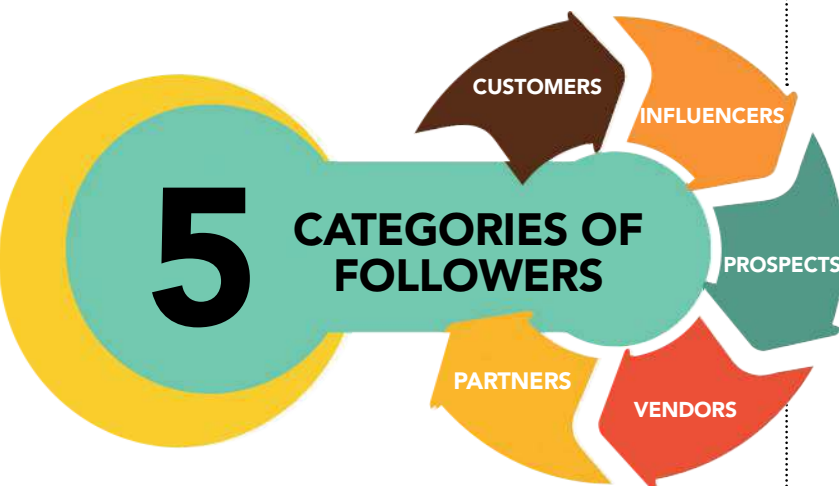 5
CATEGORIES OF
FOLLOWERS
CUSTOMERS
INFLUENCERS
PROSPECTS
VENDORS
PARTNERS